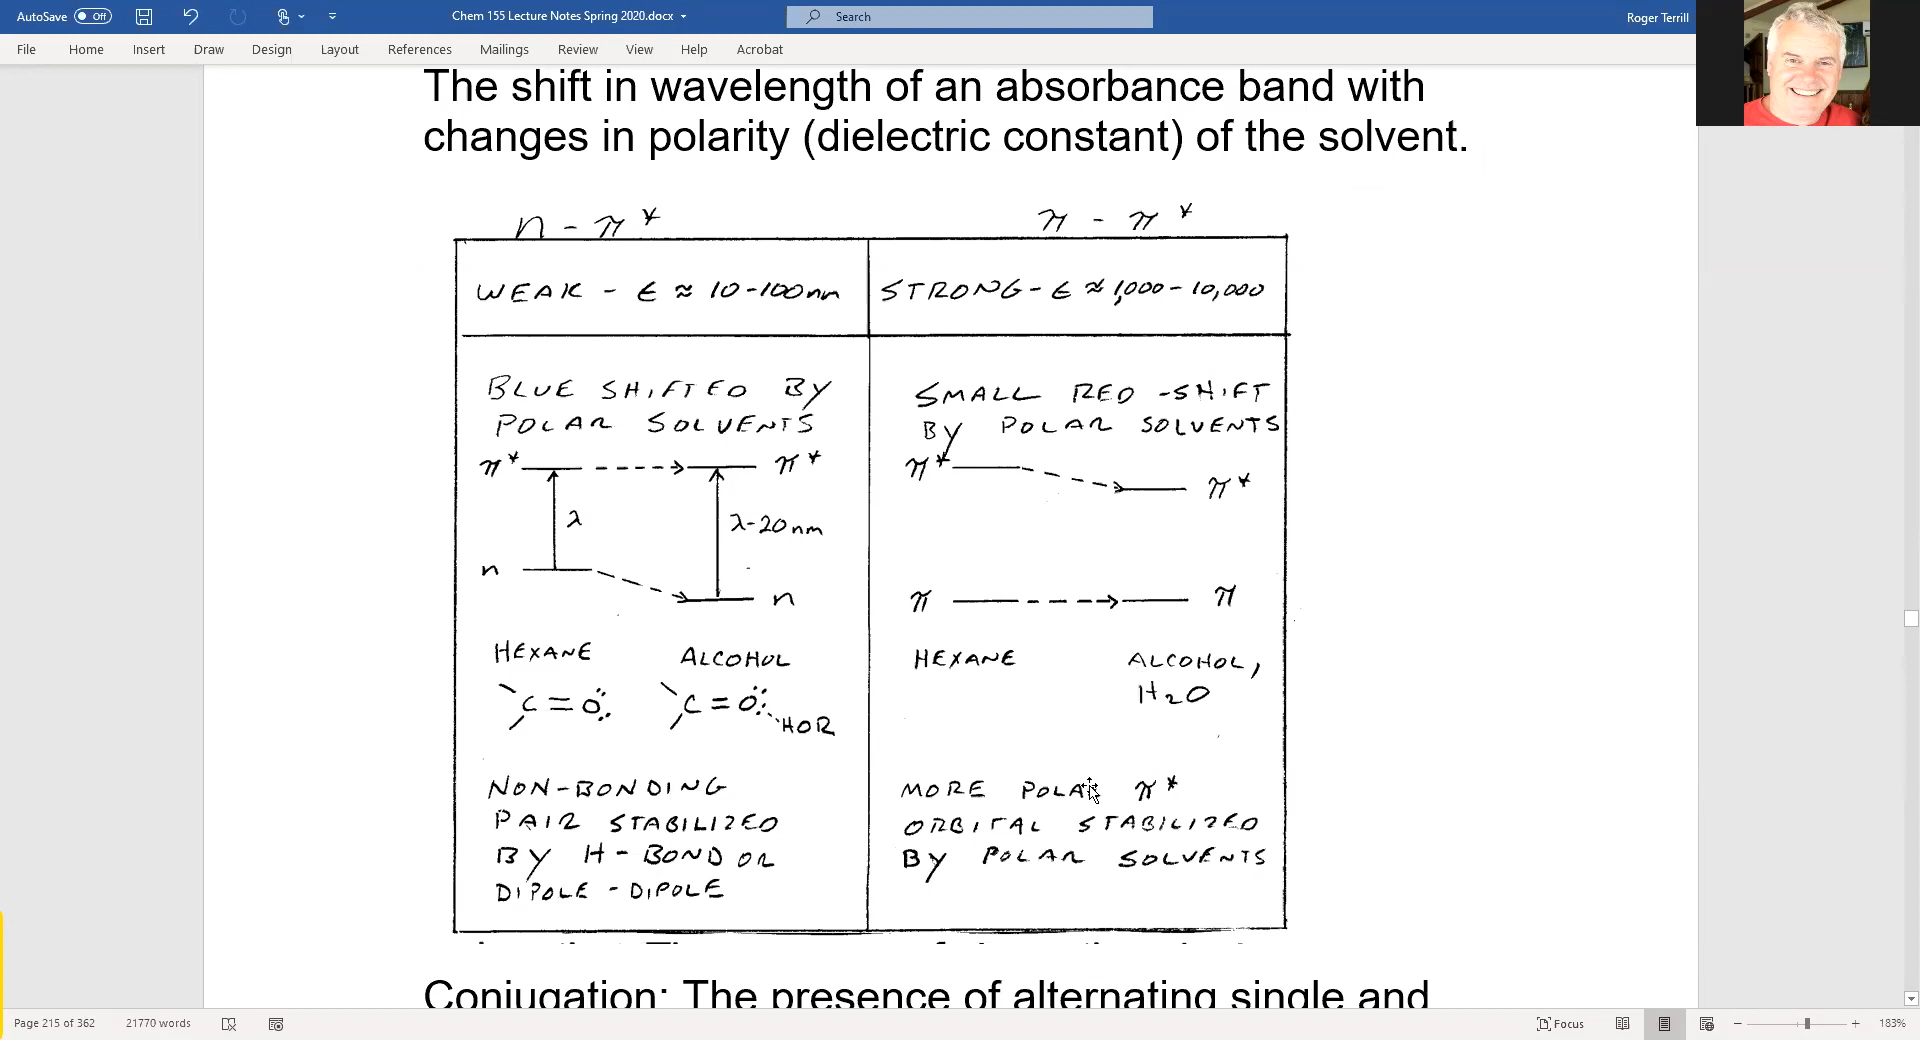 AutoSave Off Chem 155 Lecture Notes Spring 2020.docx Search Roger Terrill
File Home Insert Draw Design Layout References Mailings Review View Help Acrobat
The shift in wavelength of an absorbance band with
changes in polarity (dielectric constant) of the solvent.
n - π*
π - π*
WEAK - ε ≈ 10-100nm
STRONG - ε ≈ 1,000 - 10,000
BLUE SHIFTED BY
POLAR SOLVENTS
π* π*
λ λ-20nm
n n
HEXANE ALCOHOL
C=Ö: C=Ö:
HOR
NON-BONDING
PAIR STABILIZED
BY H-BOND OR
DIPOLE-DIPOLE
SMALL RED-SHIFT
BY POLAR SOLVENTS
π* π*
π π
HEXANE ALCOHOL,
H₂O
MORE POLAR π*
ORBITAL STABILIZED
BY POLAR SOLVENTS
Conjugation: The presence of alternating single and
Page 215 of 362 21770 words Focus 183%